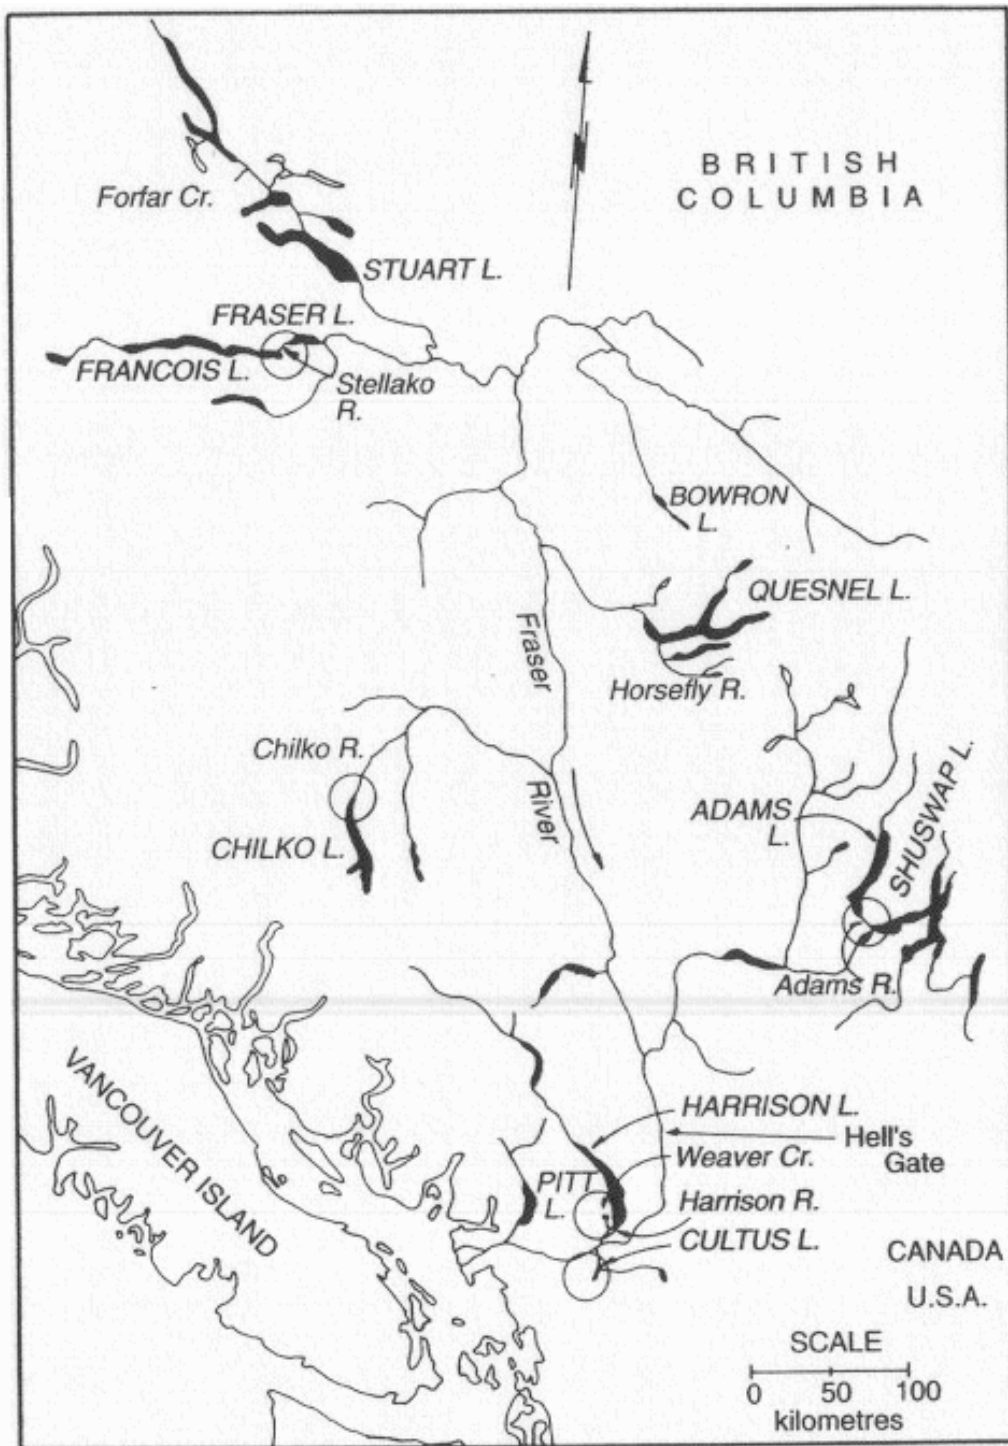 BRITISH
COLUMBIA
Forfar Cr.
STUART L.
FRASER L.
FRANCOIS L.
Stellako
R.
BOWRON
L.
QUESNEL L.
Fraser
River
Horsefly R.
Chilko R.
CHILKO L.
ADAMS
L.
SHUSWAP L.
Adams R.
VANCOUVER ISLAND
HARRISON L.
Hell's
Gate
Weaver Cr.
PITT
L.
Harrison R.
CULTUS L.
CANADA
U.S.A.
SCALE
0 50 100
kilometres